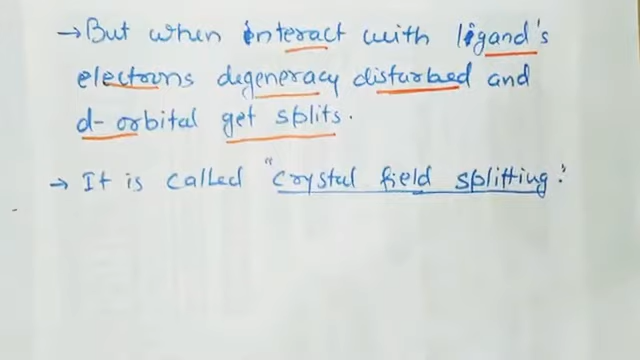 → But when interact with ligand's
electrons degeneracy disturbed and
d-orbital get splits.
→ It is called "crystal field splitting."